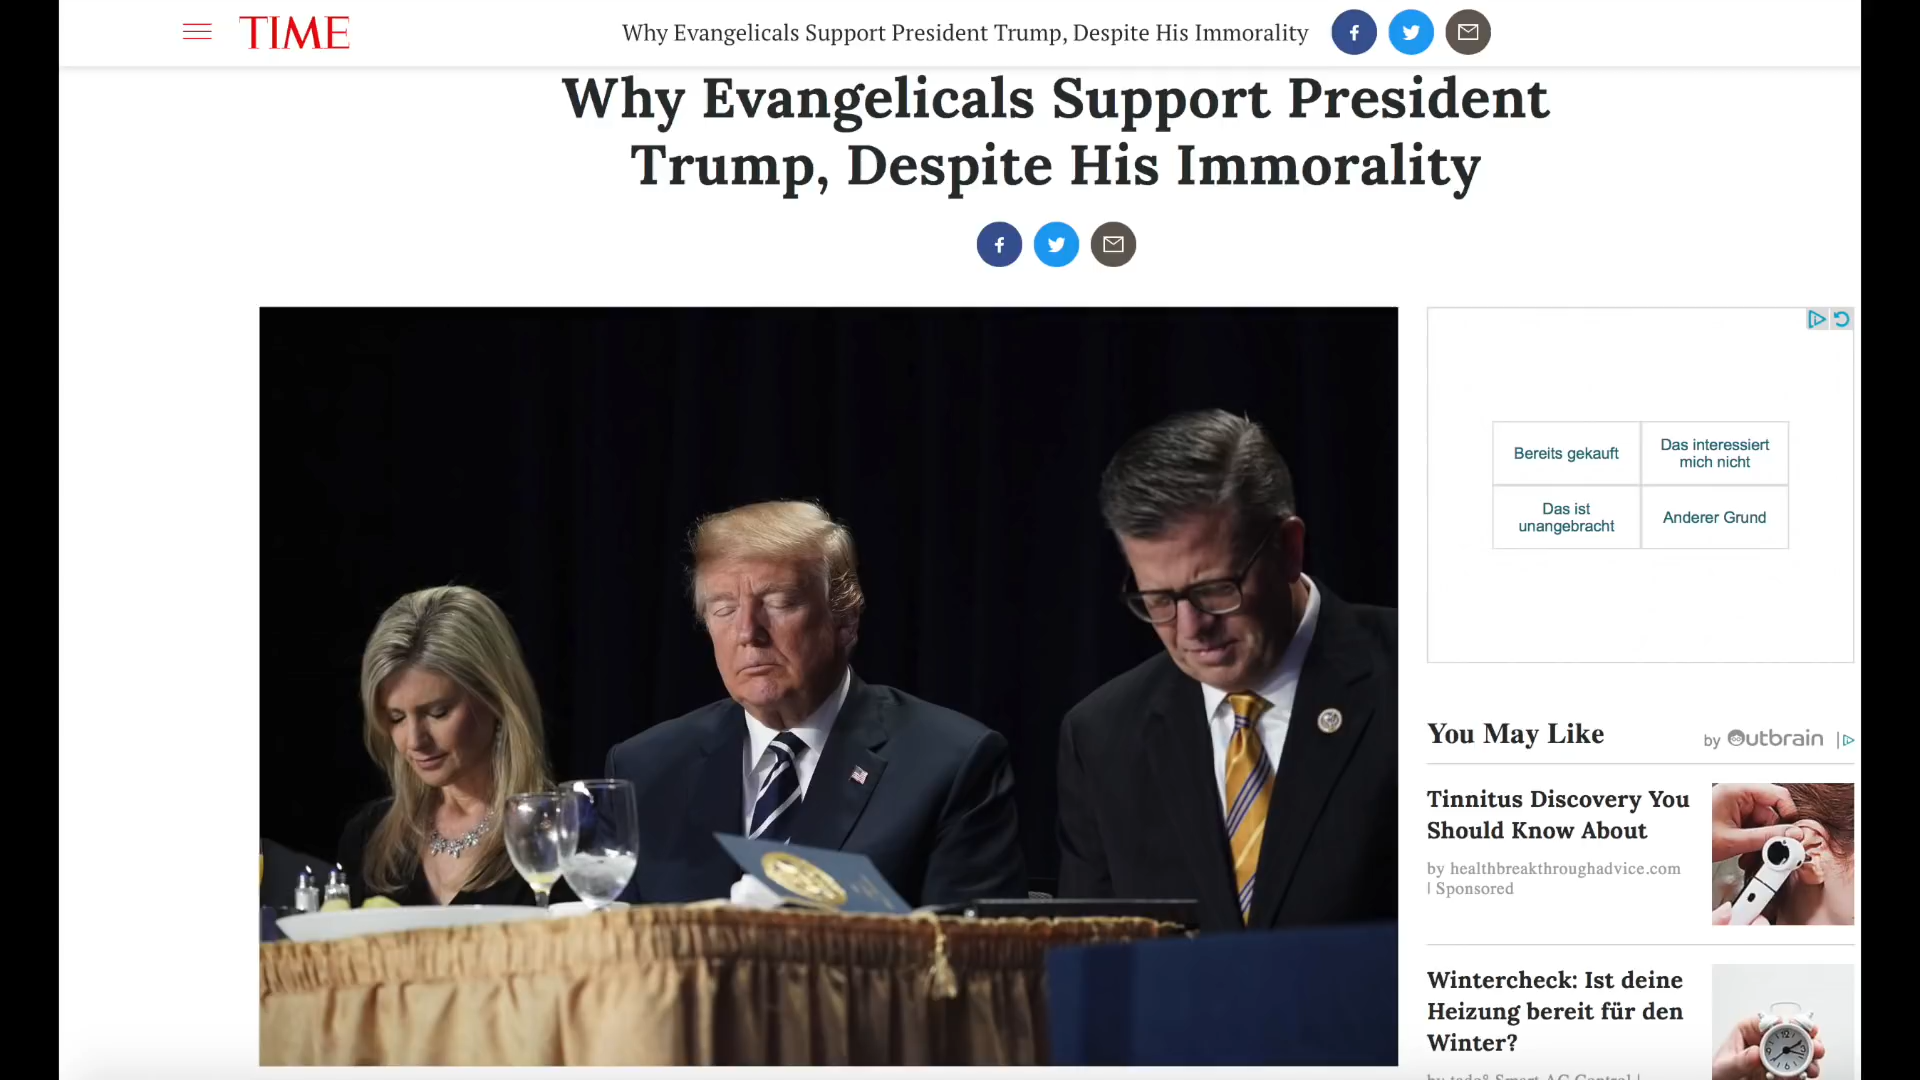 TIME
Why Evangelicals Support President Trump, Despite His Immorality
Why Evangelicals Support President
Trump, Despite His Immorality
Bereits gekauft
Das interessiert
mich nicht
Das ist
unangebracht
Anderer Grund
You May Like
by Outbrain
Tinnitus Discovery You
Should Know About
by healthbreakthroughadvice.com
| Sponsored
Wintercheck: Ist deine
Heizung bereit für den
Winter?